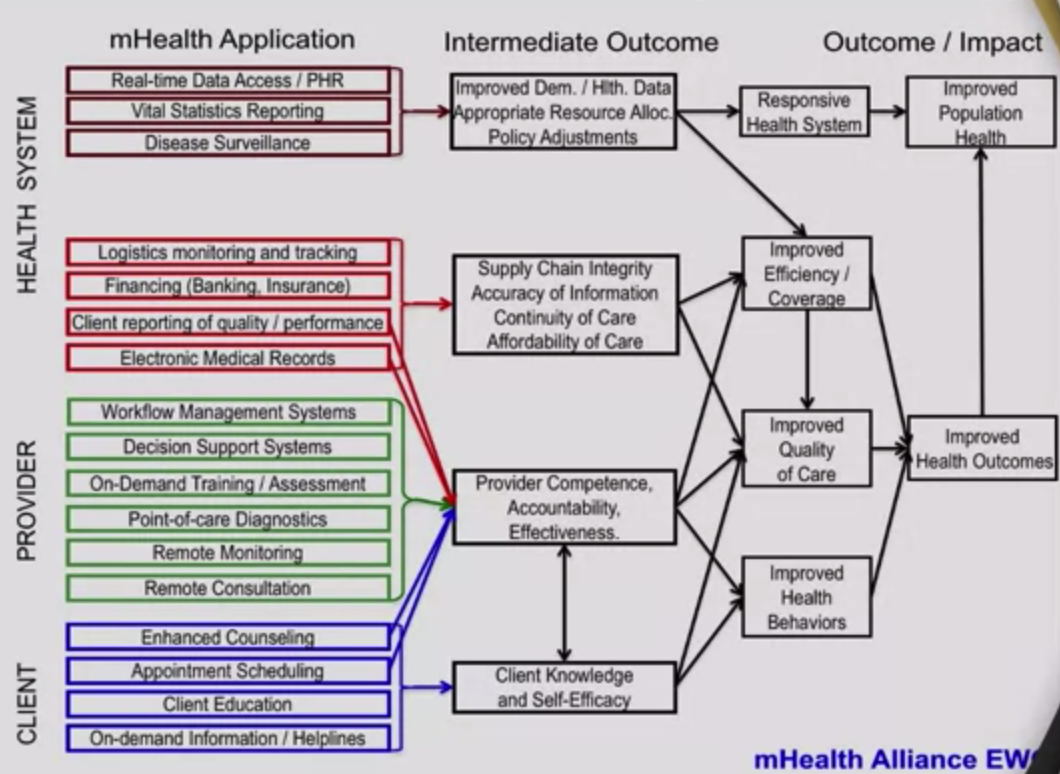 mHealth Application
Intermediate Outcome
Outcome / Impact
HEALTH SYSTEM
Real-time Data Access / PHR
Vital Statistics Reporting
Disease Surveillance
Improved Dem. / Hlth. Data
Appropriate Resource Alloc.
Policy Adjustments
Responsive
Health System
Improved
Population
Health
Logistics monitoring and tracking
Financing (Banking, Insurance)
Client reporting of quality / performance
Electronic Medical Records
Supply Chain Integrity
Accuracy of Information
Continuity of Care
Affordability of Care
Improved
Efficiency /
Coverage
PROVIDER
Workflow Management Systems
Decision Support Systems
On-Demand Training / Assessment
Point-of-care Diagnostics
Remote Monitoring
Remote Consultation
Provider Competence,
Accountability,
Effectiveness.
Improved
Quality
of Care
Improved
Health Outcomes
Improved
Health
Behaviors
CLIENT
Enhanced Counseling
Appointment Scheduling
Client Education
On-demand Information / Helplines
Client Knowledge
and Self-Efficacy
mHealth Alliance